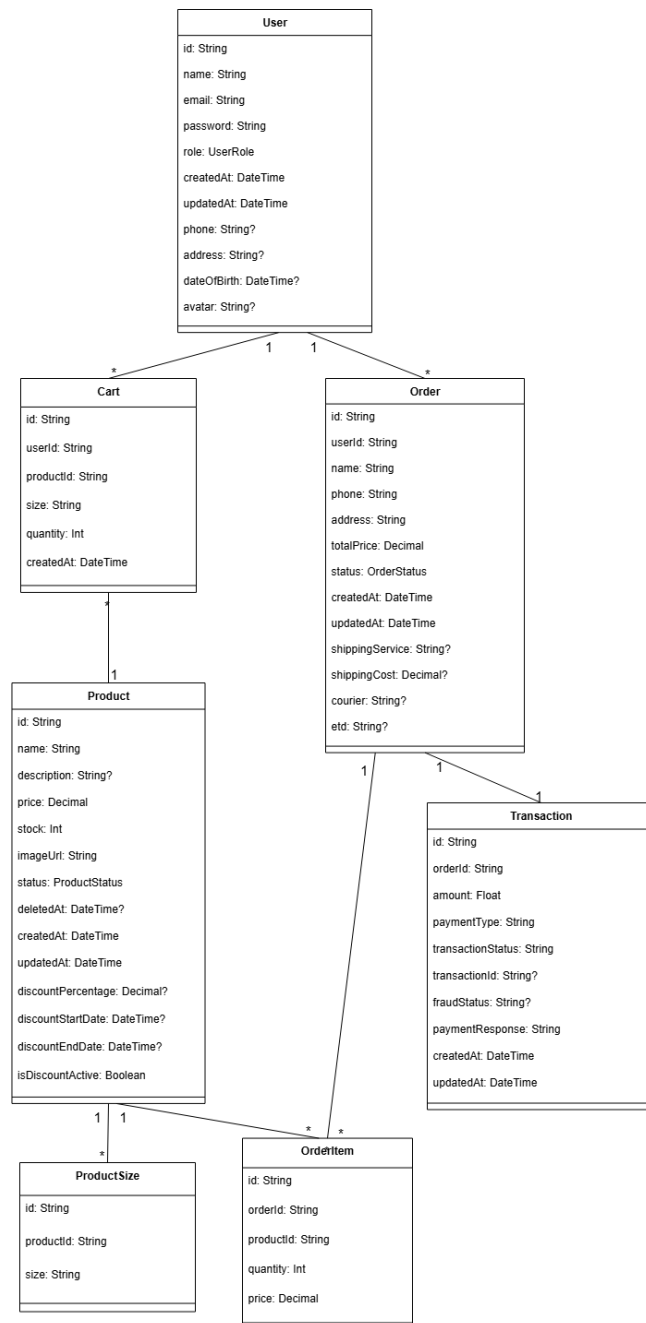 User
id: String
name: String
email: String
password: String
role: UserRole
createdAt: DateTime
updatedAt: DateTime
phone: String?
address: String?
dateOfBirth: DateTime?
avatar: String?
1
1
*
*
Cart
id: String
userId: String
productId: String
size: String
quantity: Int
createdAt: DateTime
*
1
Order
id: String
userId: String
name: String
phone: String
address: String
totalPrice: Decimal
status: OrderStatus
createdAt: DateTime
updatedAt: DateTime
shippingService: String?
shippingCost: Decimal?
courier: String?
etd: String?
1
1
1
Product
id: String
name: String
description: String?
price: Decimal
stock: Int
imageUrl: String
status: ProductStatus
deletedAt: DateTime?
createdAt: DateTime
updatedAt: DateTime
discountPercentage: Decimal?
discountStartDate: DateTime?
discountEndDate: DateTime?
isDiscountActive: Boolean
1
1
Transaction
id: String
orderId: String
amount: Float
paymentType: String
transactionStatus: String
transactionId: String?
fraudStatus: String?
paymentResponse: String
createdAt: DateTime
updatedAt: DateTime
*
*
*
*
ProductSize
id: String
productId: String
size: String
OrderItem
id: String
orderId: String
productId: String
quantity: Int
price: Decimal